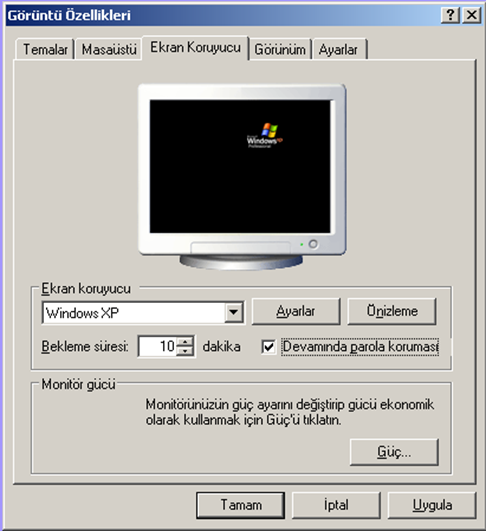 Görüntü Özellikleri
Temalar Masaüstü Ekran Koruyucu Görünüm Ayarlar
Windows XP
Professional
Ekran koruyucu
Windows XP Ayarlar Önizleme
Bekleme süresi: 10 dakika Devamında parola koruması
Monitör gücü
Monitörünüzün güç ayarını değiştirip gücü ekonomik
olarak kullanmak için Güç'ü tıklatın.
Güç...
Tamam İptal Uygula